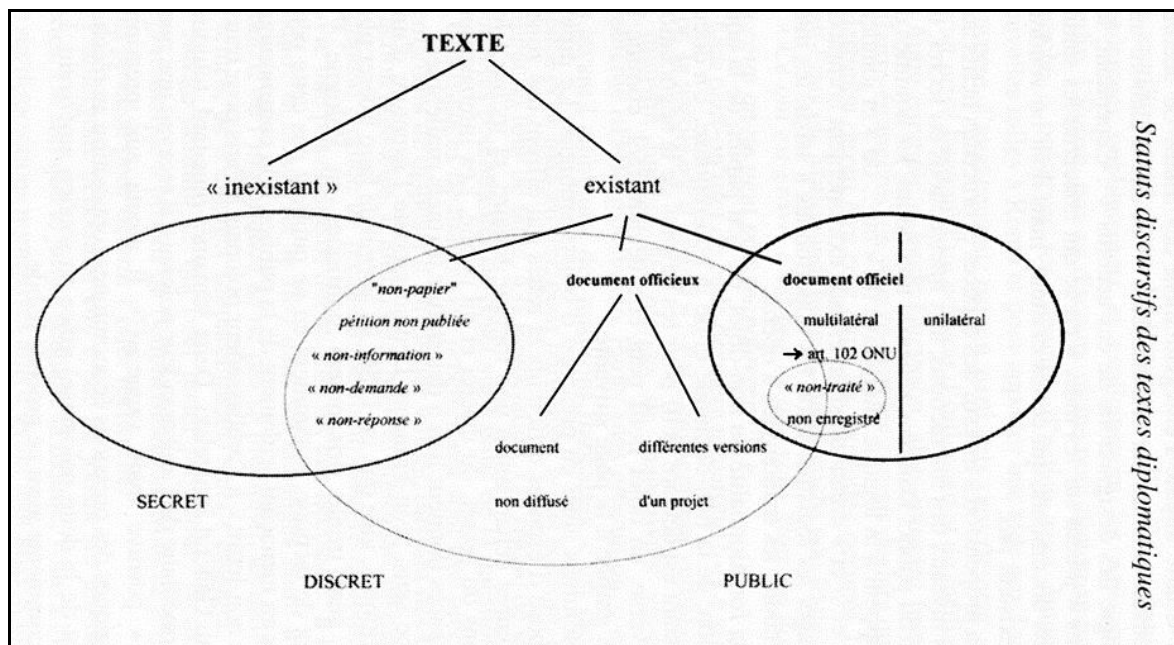 TEXTE
« inexistant »
existant
"non-papier"
pétition non publiée
« non-information »
« non-demande »
« non-réponse »
document officieux
document
non diffusé
différentes versions
d'un projet
document officiel
multilatéral
unilatéral
→ art. 102 ONU
« non-traité »
non enregistré
SECRET
DISCRET
PUBLIC
Statuts discursifs des textes diplomatiques